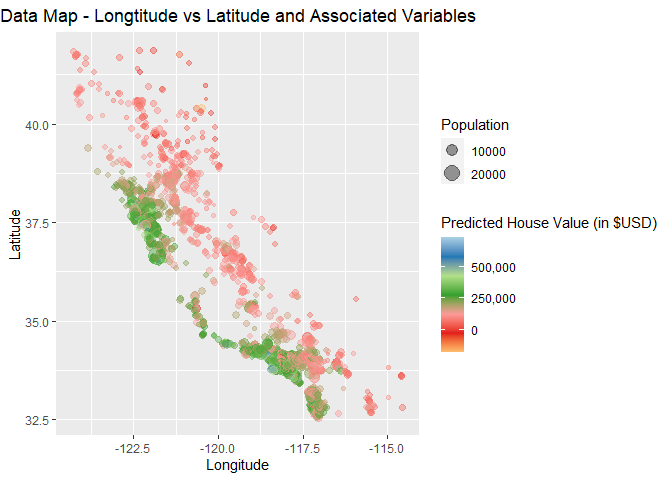 Data Map - Longtitude vs Latitude and Associated Variables
Population
10000
20000
Predicted House Value (in $USD)
500,000
250,000
0
Latitude
40.0
37.5
35.0
32.5
-122.5
-120.0
-117.5
-115.0
Longitude